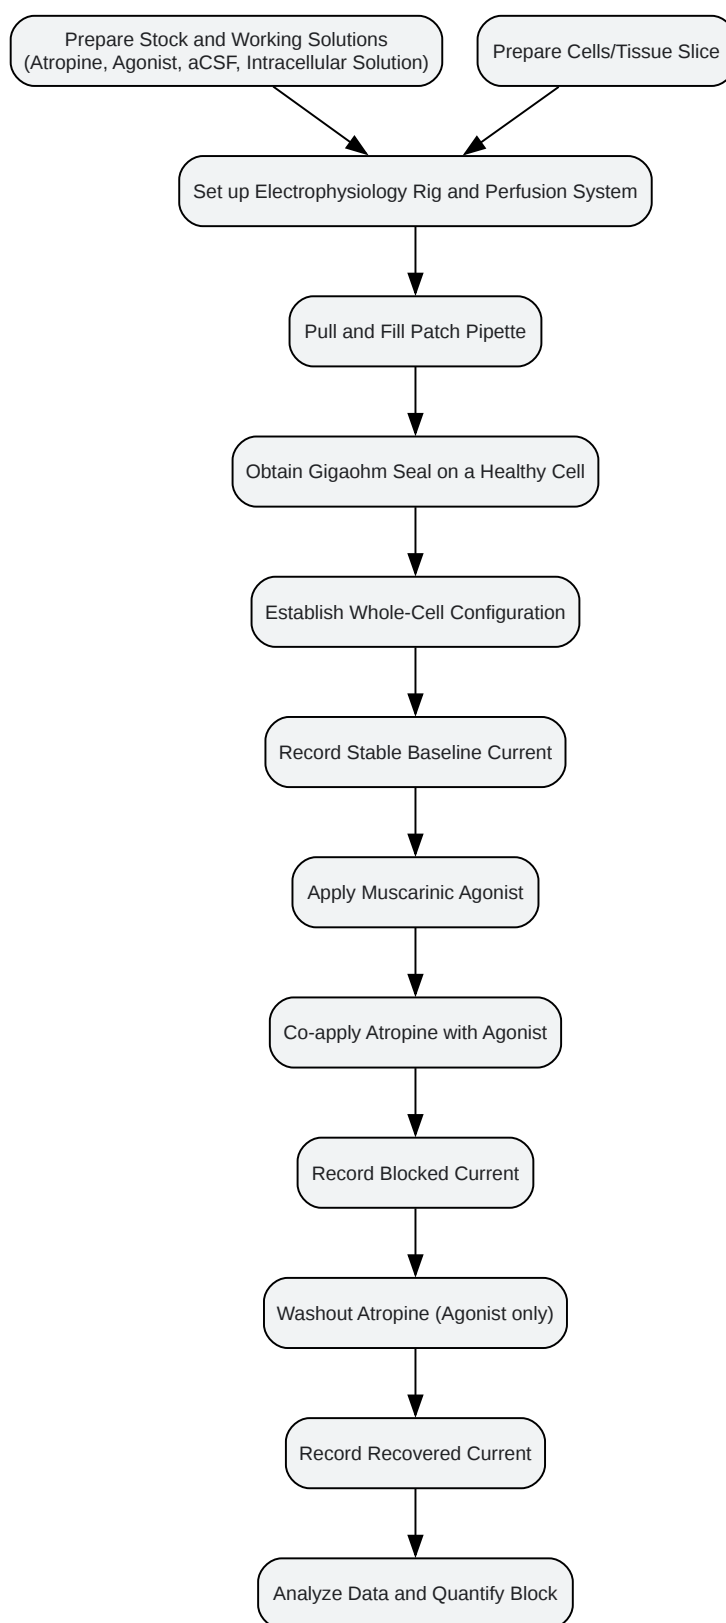 Prepare Stock and Working Solutions
(Atropine, Agonist, aCSF, Intracellular Solution)
Prepare Cells/Tissue Slice
Set up Electrophysiology Rig and Perfusion System
Pull and Fill Patch Pipette
Obtain Gigaohm Seal on a Healthy Cell
Establish Whole-Cell Configuration
Record Stable Baseline Current
Apply Muscarinic Agonist
Co-apply Atropine with Agonist
Record Blocked Current
Washout Atropine (Agonist only)
Record Recovered Current
Analyze Data and Quantify Block